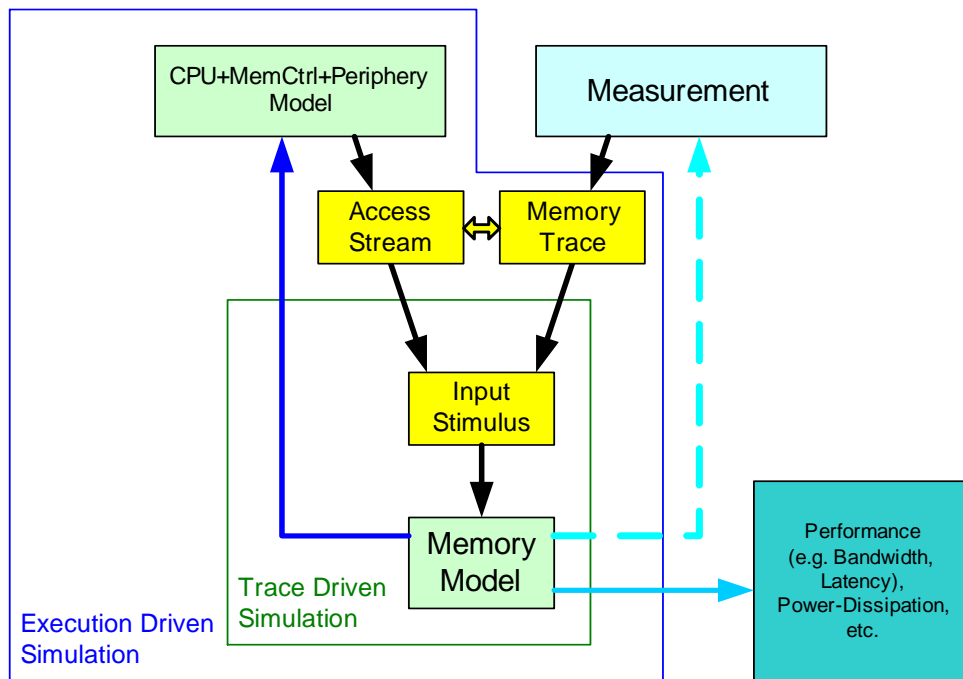 CPU+MemCtrl+Periphery
Model
Measurement
Access
Stream
Memory
Trace
Input
Stimulus
Memory
Model
Performance
(e.g. Bandwidth,
Latency),
Power-Dissipation,
etc.
Trace Driven
Simulation
Execution Driven
Simulation